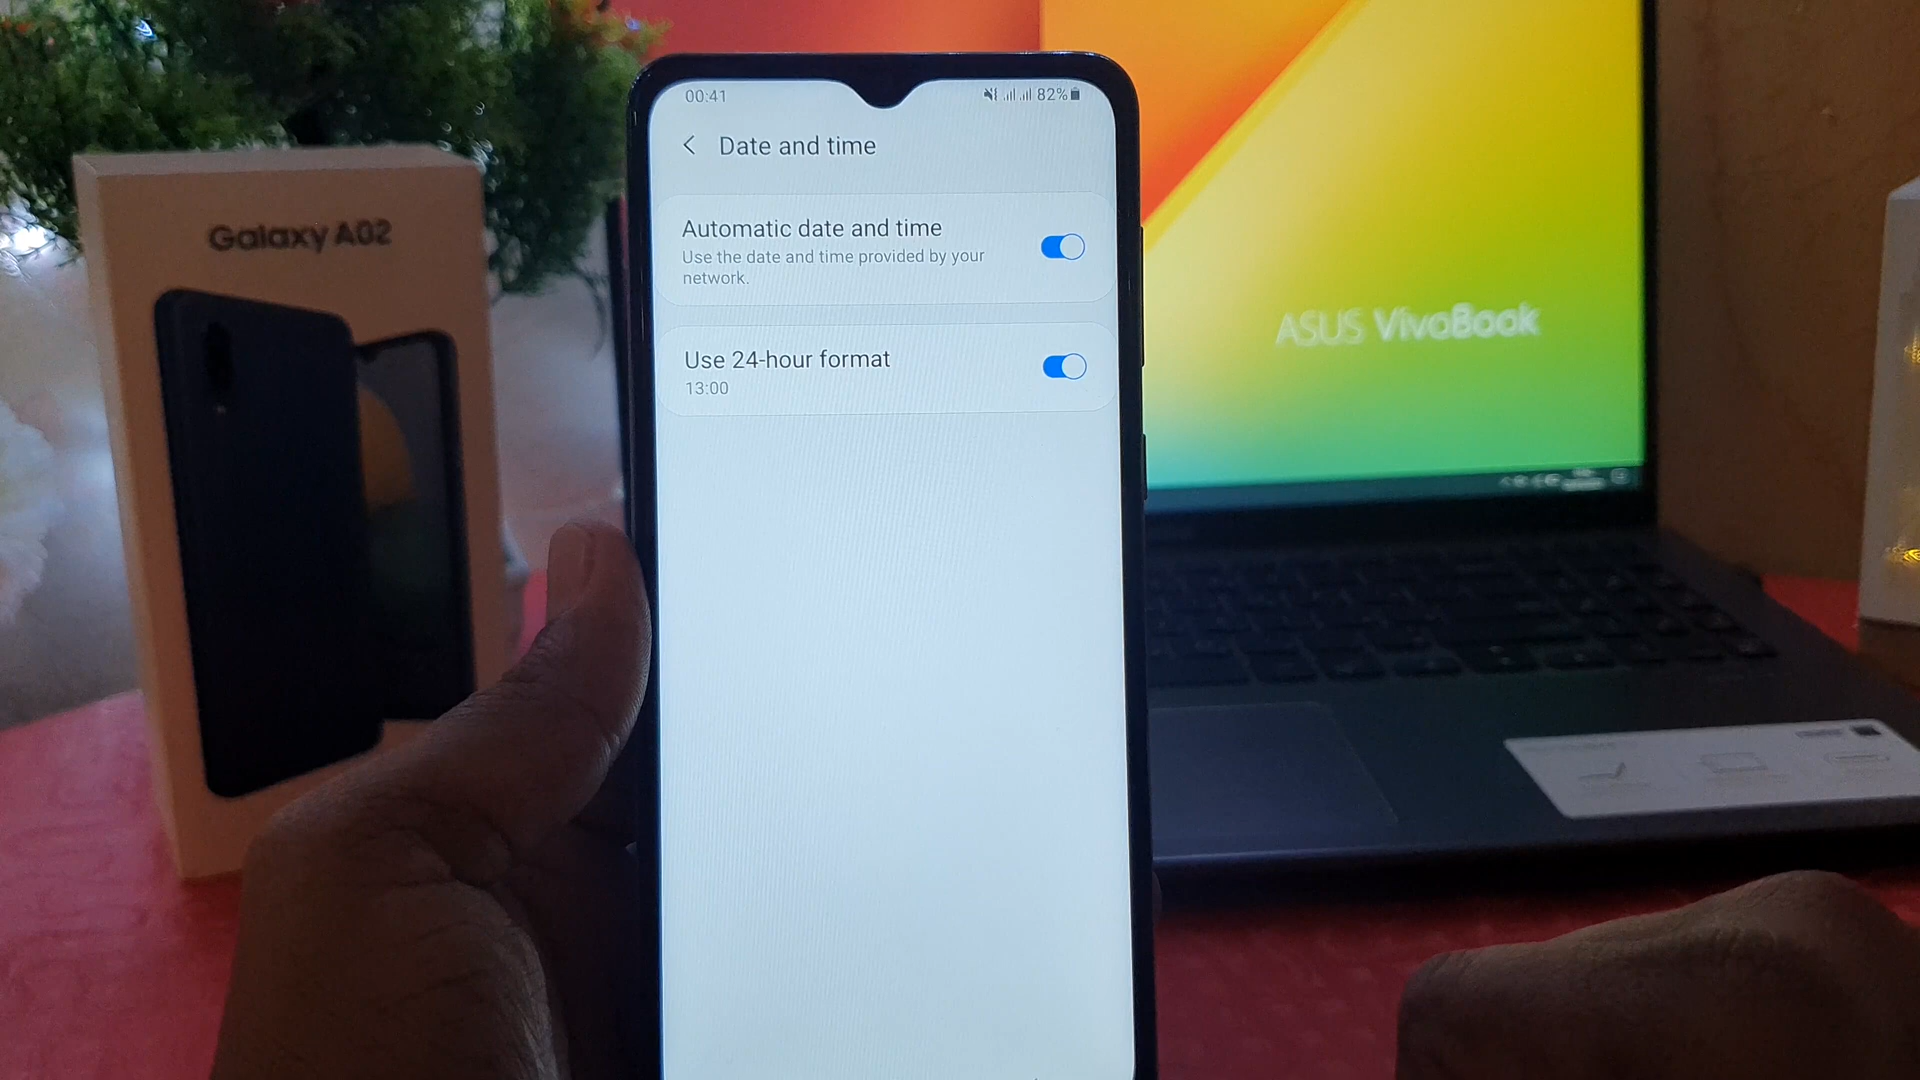 Galaxy A02
00:41
82%
Date and time
Automatic date and time
Use the date and time provided by your
network.
Use 24-hour format
13:00
ASUS VivoBook